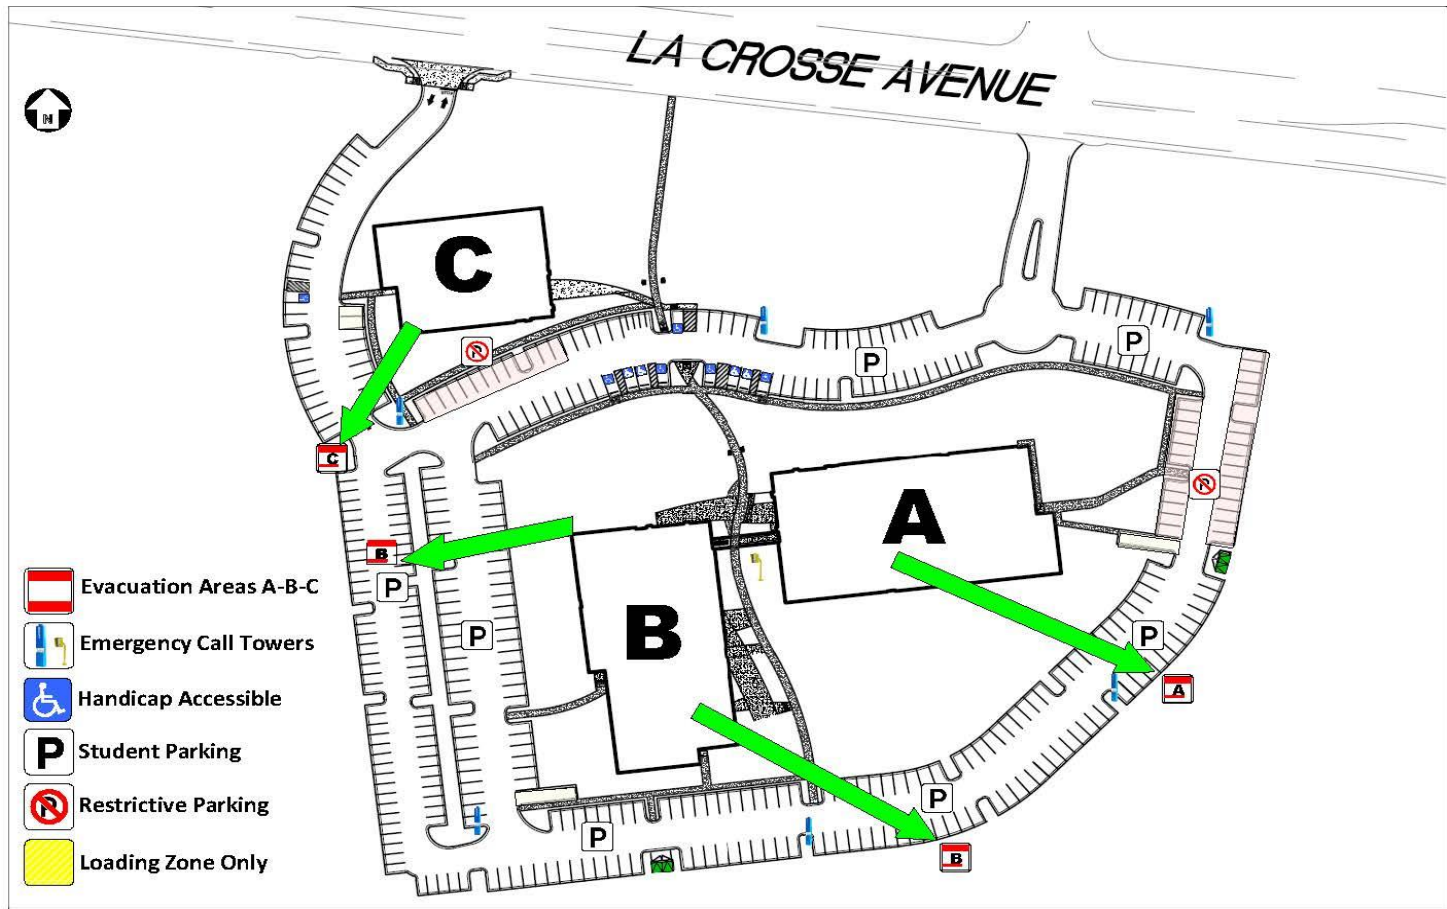 LA CROSSE AVENUE
N
C
P
P
C
A
B
P
B
P
P
A
P
B
P
B
Evacuation Areas A-B-C
Emergency Call Towers
Handicap Accessible
P Student Parking
P Restrictive Parking
Loading Zone Only